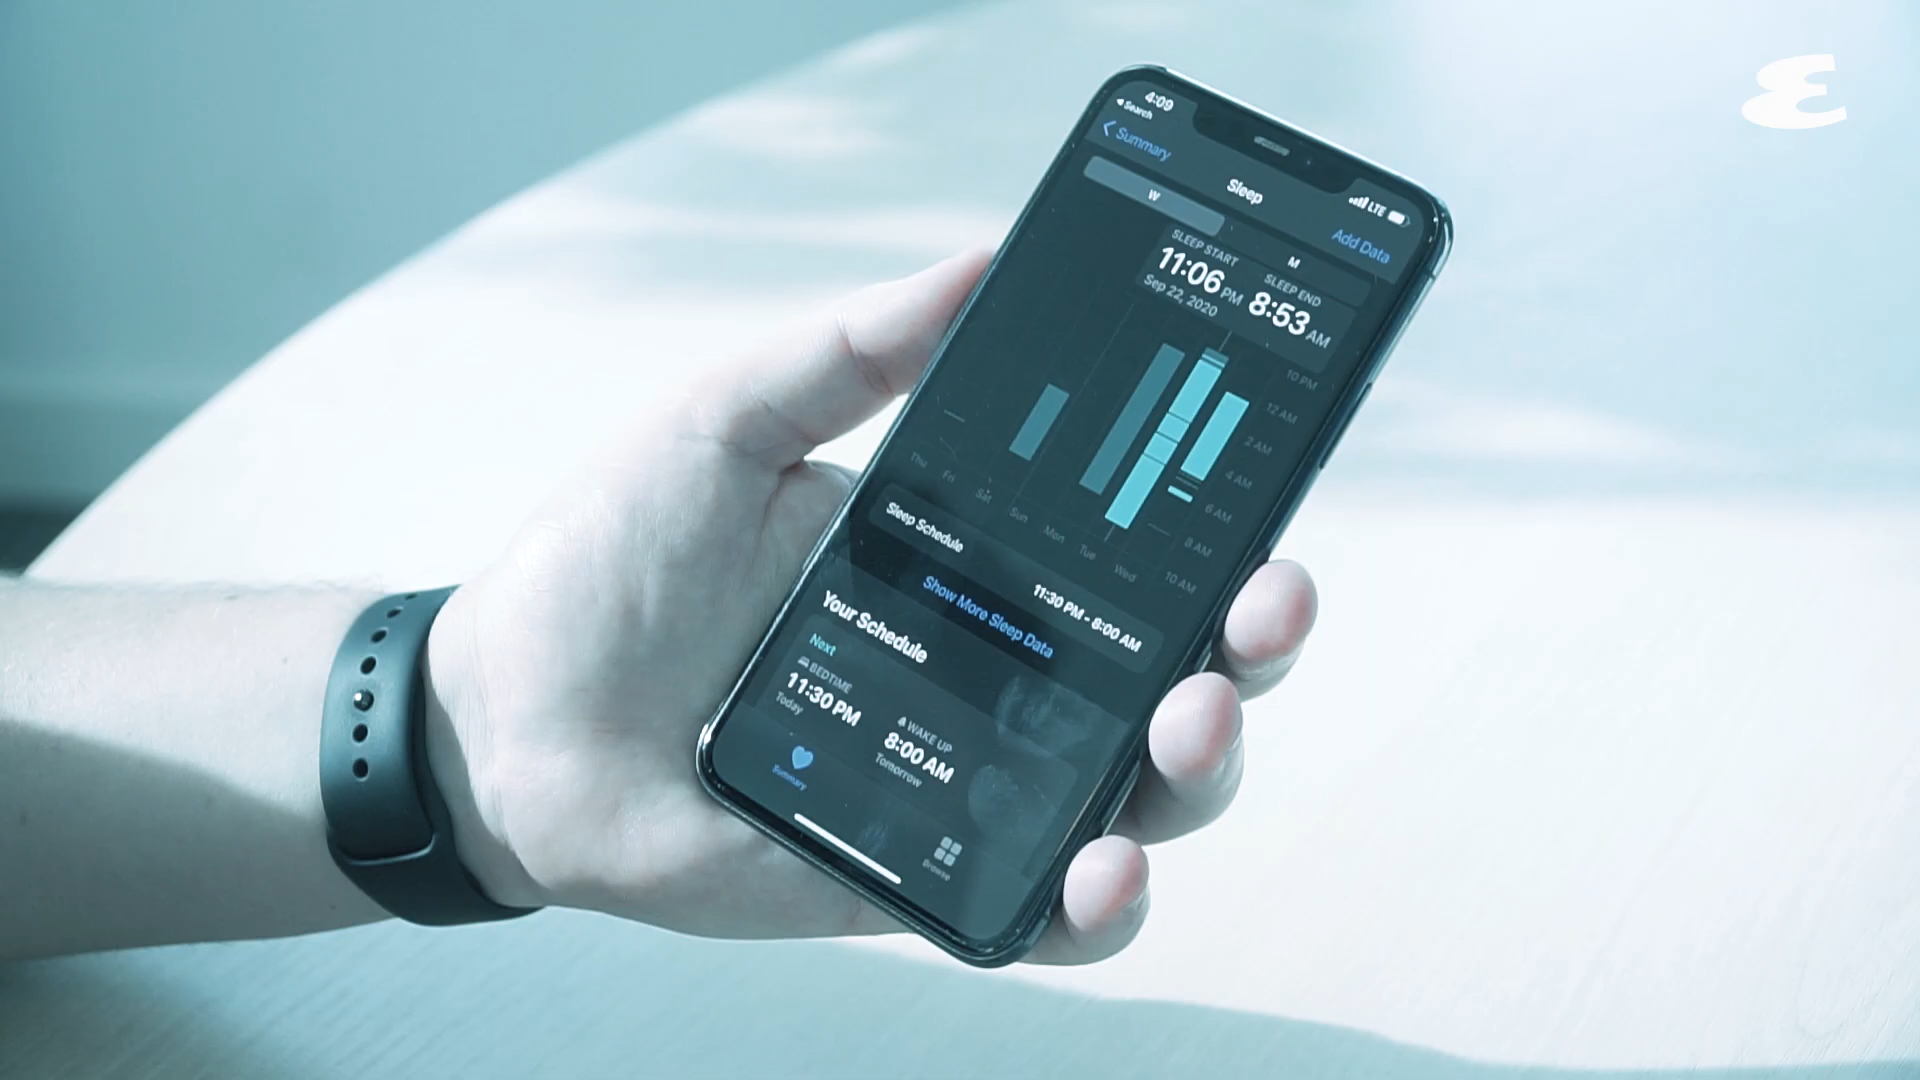 4:09
Search
Summary
Sleep
LTE
Add Data
W
M
SLEEP START
11:06 PM
Sep 22, 2020
SLEEP END
8:53 AM
10 PM
12 AM
2 AM
4 AM
6 AM
8 AM
10 AM
Thu
Fri
Sat
Sun
Mon
Tue
Wed
Sleep Schedule
11:30 PM - 8:00 AM
Show More Sleep Data
Your Schedule
Next
BEDTIME
11:30 PM
Today
WAKE UP
8:00 AM
Tomorrow
Summary
Browse
E